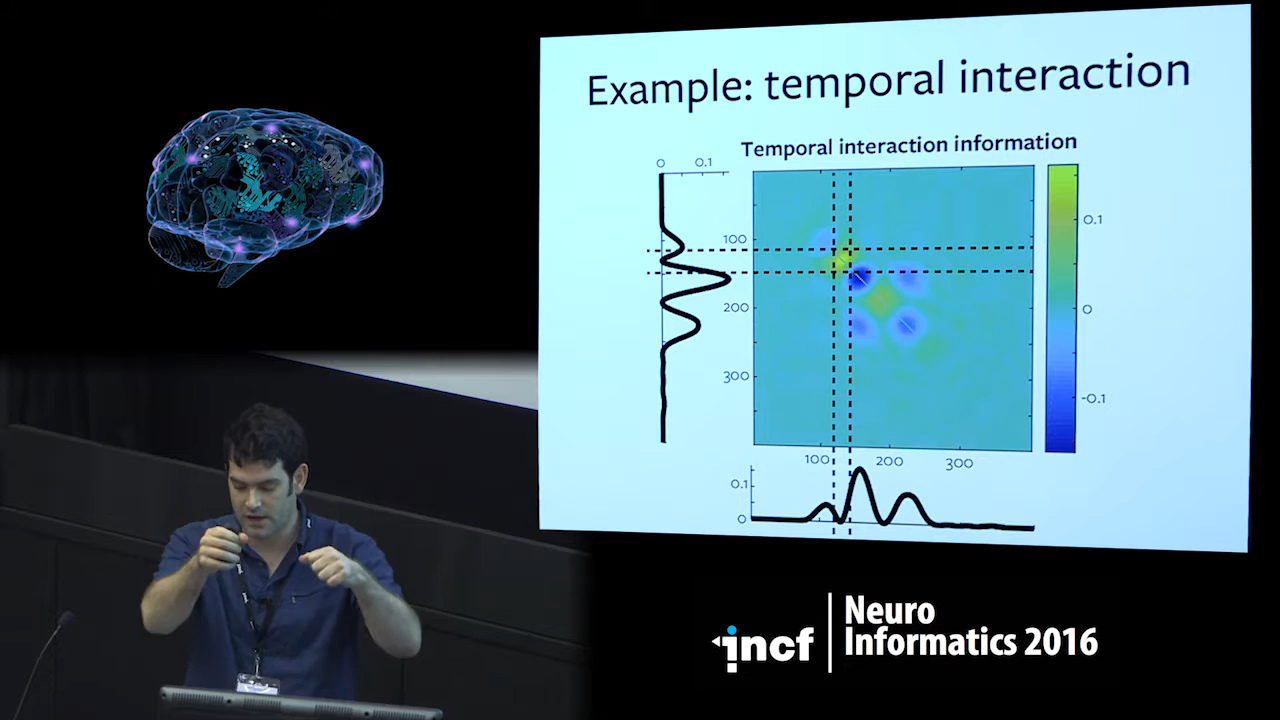 Example: temporal interaction
Temporal interaction information
0 0.1
100
200
300
0.1
0
-0.1
100 200 300
0.1
0
incf
Neuro
Informatics 2016